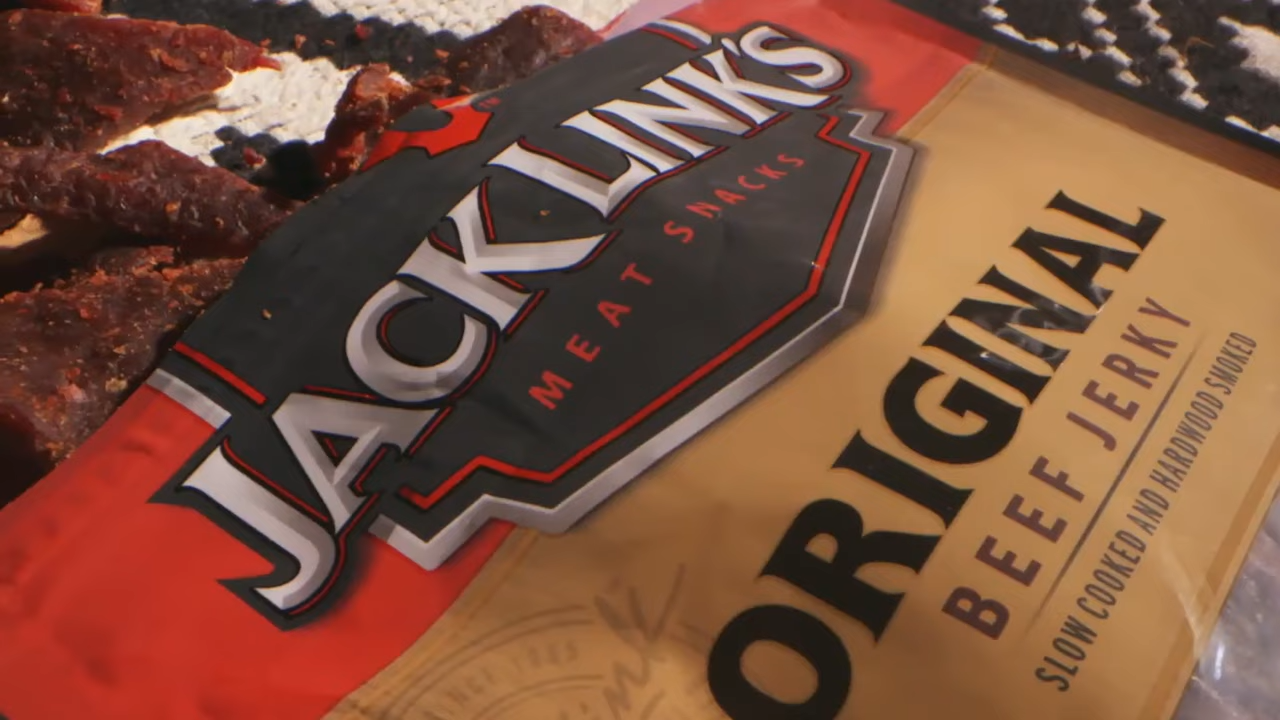 JACK LINK'S
MEAT SNACKS
ORIGINAL
BEEF JERKY
SLOW COOKED AND HARDWOOD SMOKED